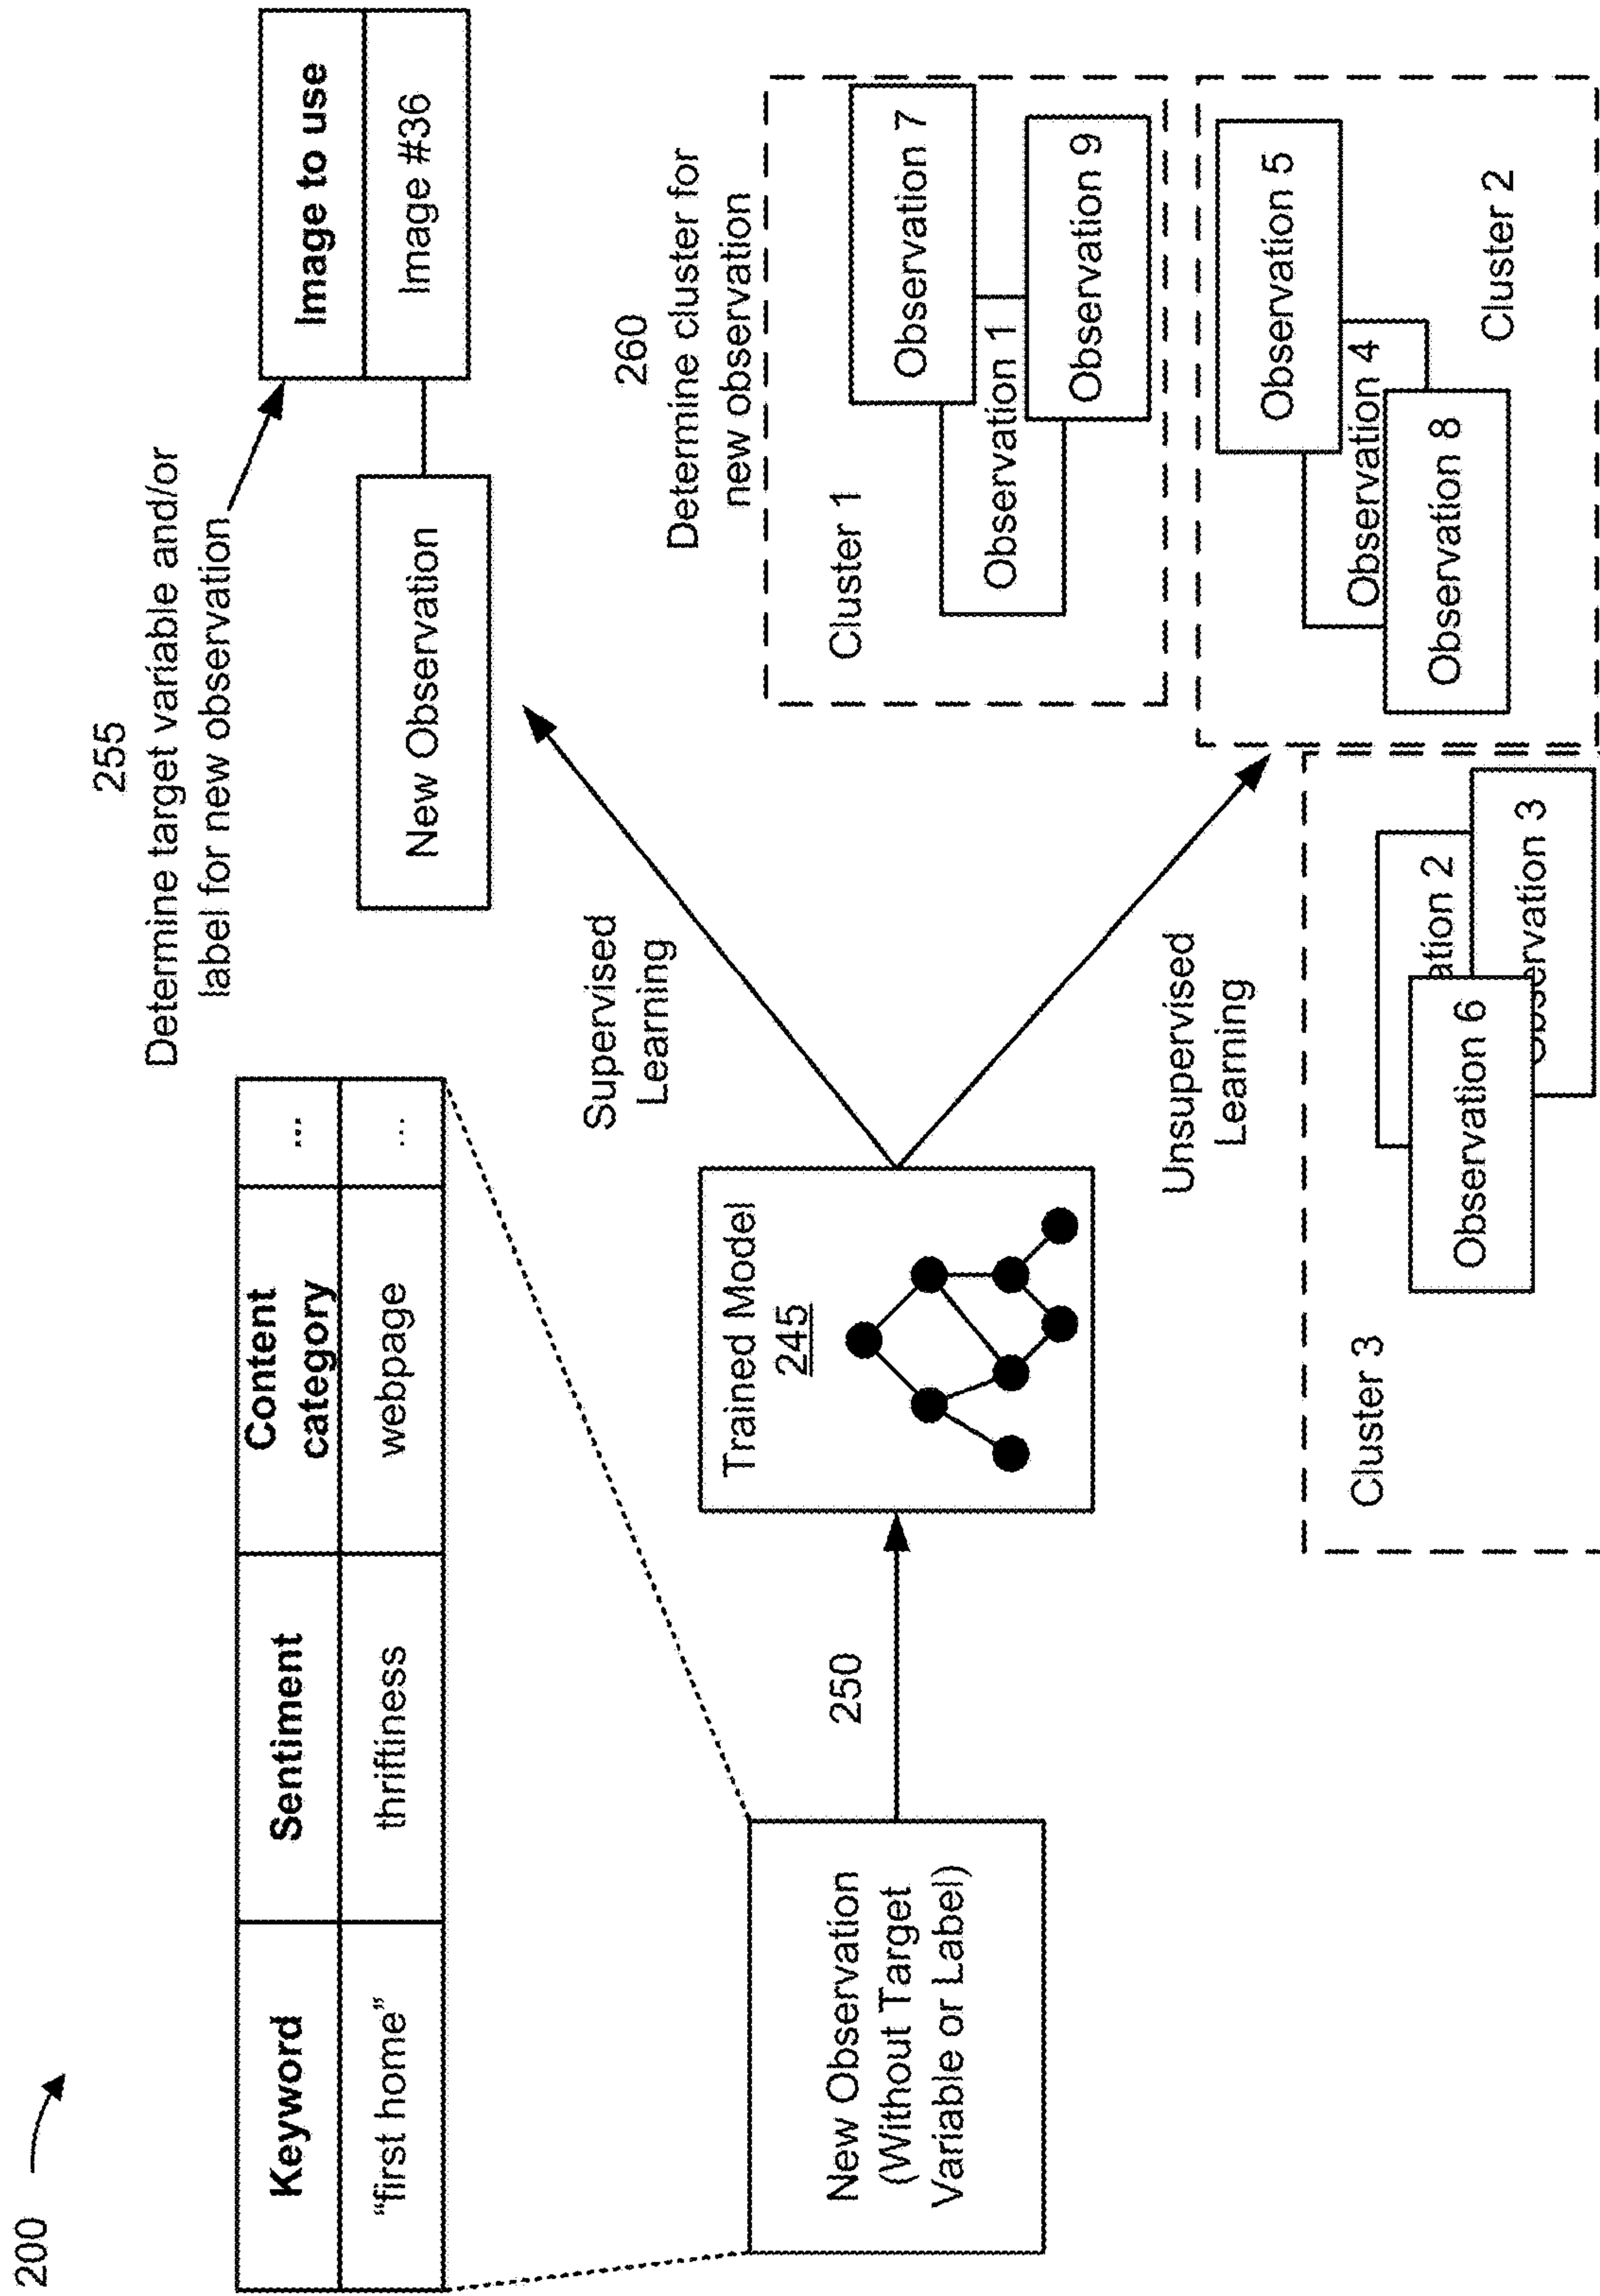 200
Keyword
Sentiment
Content
category
...
"first home"
thriftiness
webpage
...
New Observation
(Without Target
Variable or Label)
250
Trained Model
245
Supervised
Learning
Unsupervised
Learning
255
Determine target variable and/or
label for new observation
New Observation
Image to use
Image #36
260
Determine cluster for
new observation
Cluster 1
Observation 7
Observation 1
Observation 9
Observation 5
Observation 4
Observation 8
Cluster 2
Cluster 3
ation 2
Observation 6
servation 3